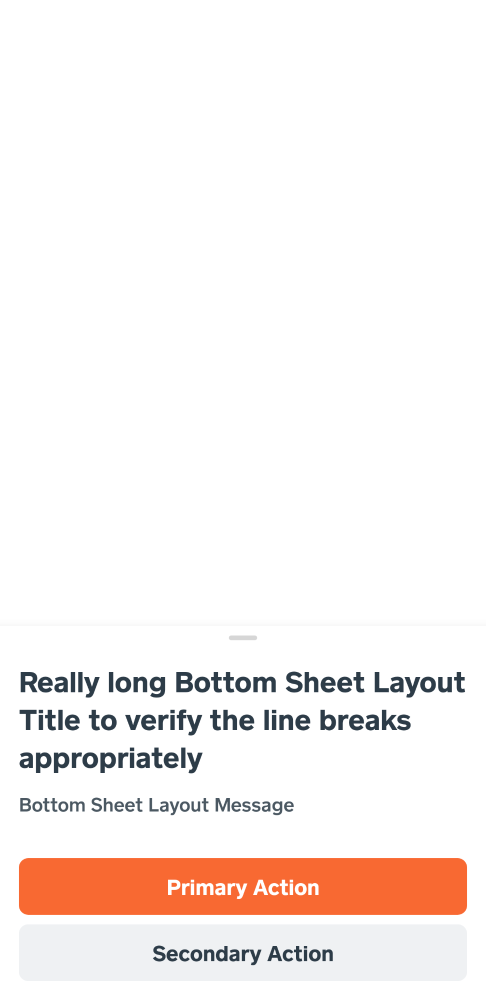 Really long Bottom Sheet Layout
Title to verify the line breaks
appropriately
Bottom Sheet Layout Message
Primary Action
Secondary Action